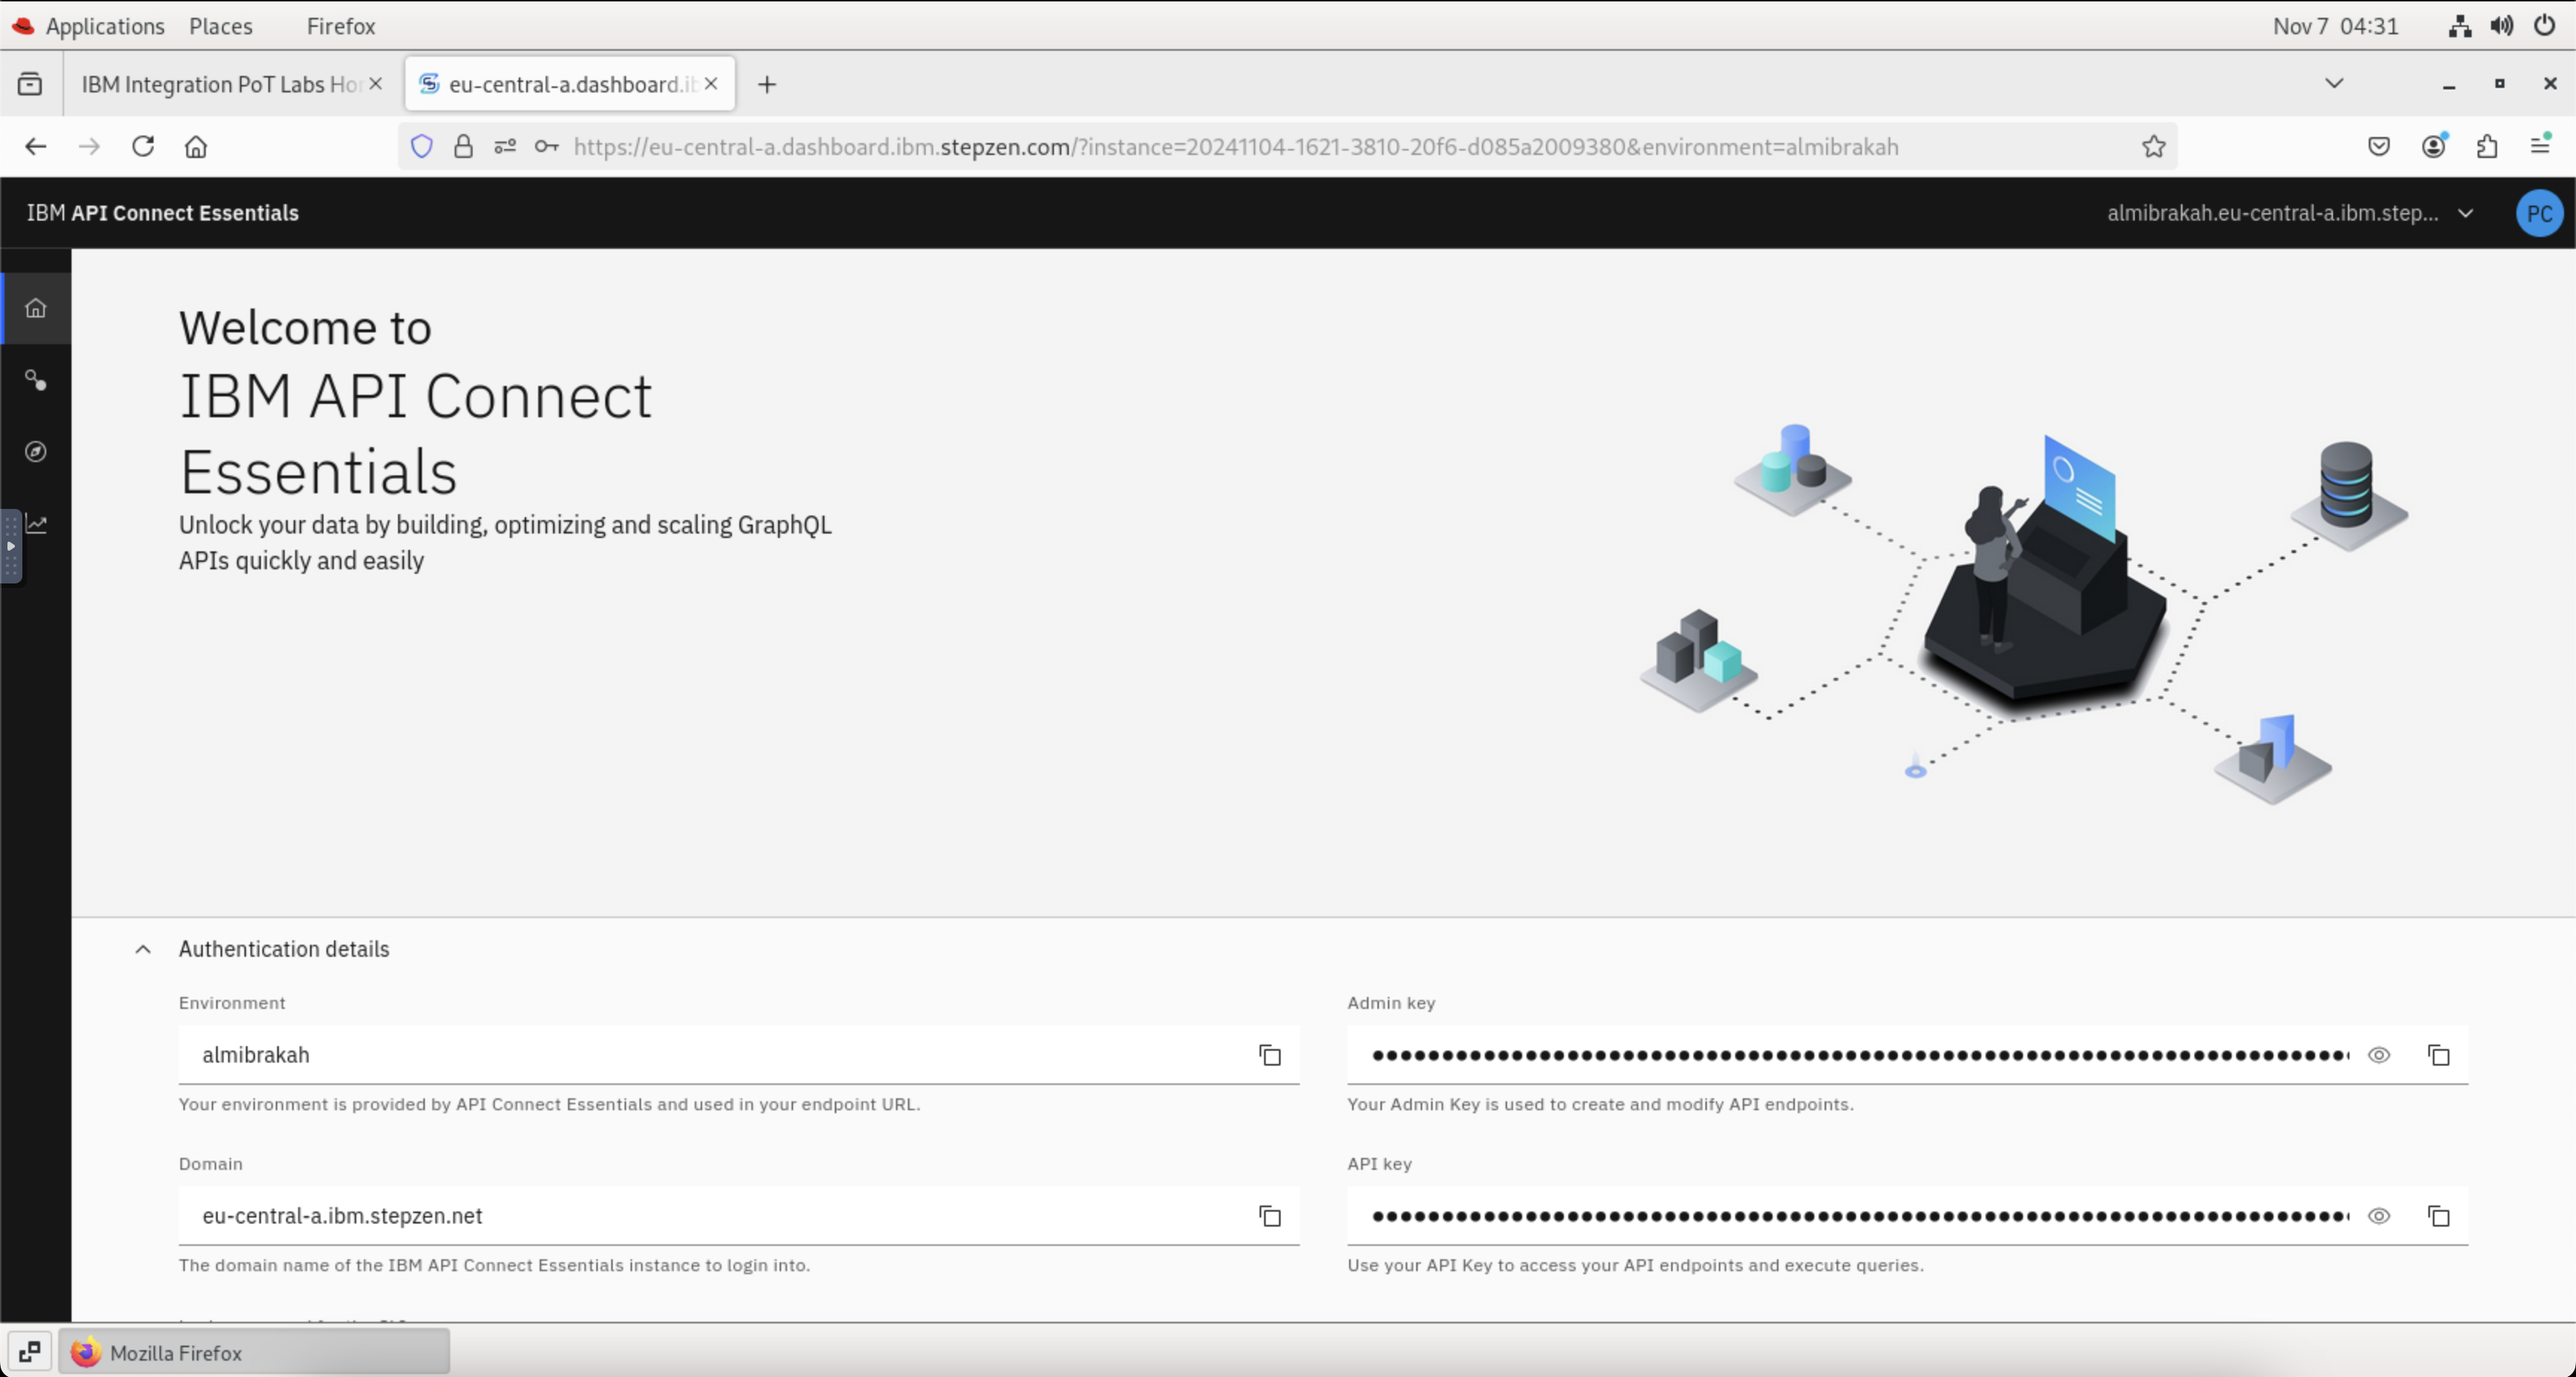 Applications Places Firefox Nov 7 04:31
IBM Integration PoT Labs Hor
eu-central-a.dashboard.ib
https://eu-central-a.dashboard.ibm.stepzen.com/?instance=20241104-1621-3810-20f6-d085a2009380&environment=almibrakah
IBM API Connect Essentials
almibrakah.eu-central-a.ibm.step...
PC
Welcome to
IBM API Connect
Essentials
Unlock your data by building, optimizing and scaling GraphQL
APIs quickly and easily
Authentication details
Environment
almibrakah
Your environment is provided by API Connect Essentials and used in your endpoint URL.
Admin key
Your Admin Key is used to create and modify API endpoints.
Domain
eu-central-a.ibm.stepzen.net
The domain name of the IBM API Connect Essentials instance to login into.
API key
Use your API Key to access your API endpoints and execute queries.
Mozilla Firefox